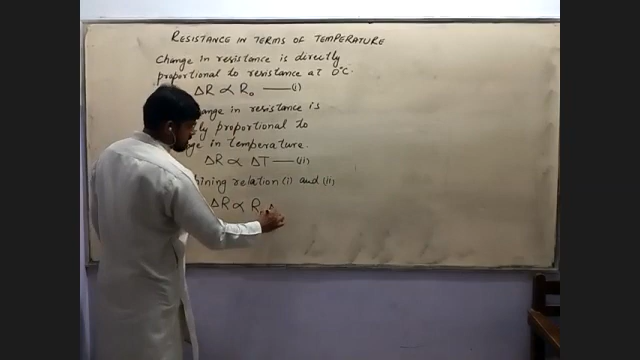 RESISTANCE IN TERMS OF TEMPERATURE
Change in resistance is directly
proportional to resistance at 0°C.
ΔR ∝ R₀ —— (i)
in resistance is
proportional to
in temperature.
ΔR ∝ ΔT —— (ii)
relation (i) and (ii)
ΔR ∝ R₀ Δ